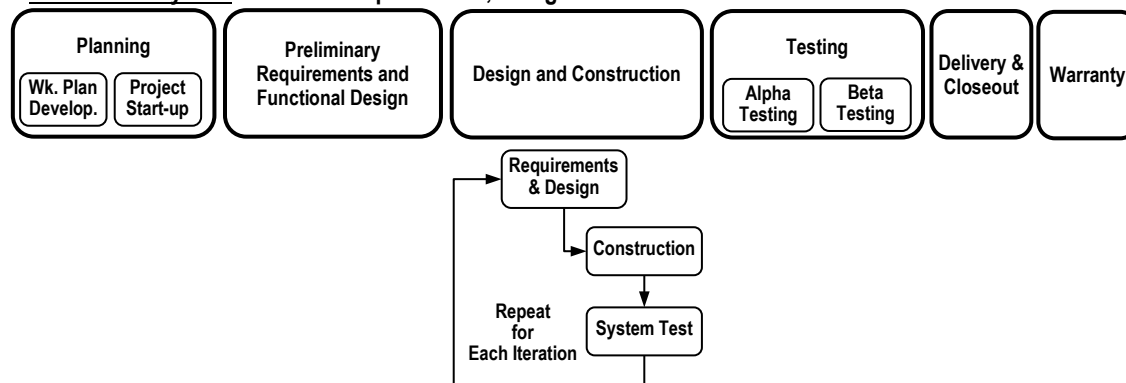 Planning
Wk. Plan
Develop.
Project
Start-up
Preliminary
Requirements and
Functional Design
Design and Construction
Testing
Alpha
Testing
Beta
Testing
Delivery &
Closeout
Warranty
Requirements
& Design
Construction
System Test
Repeat
for
Each Iteration